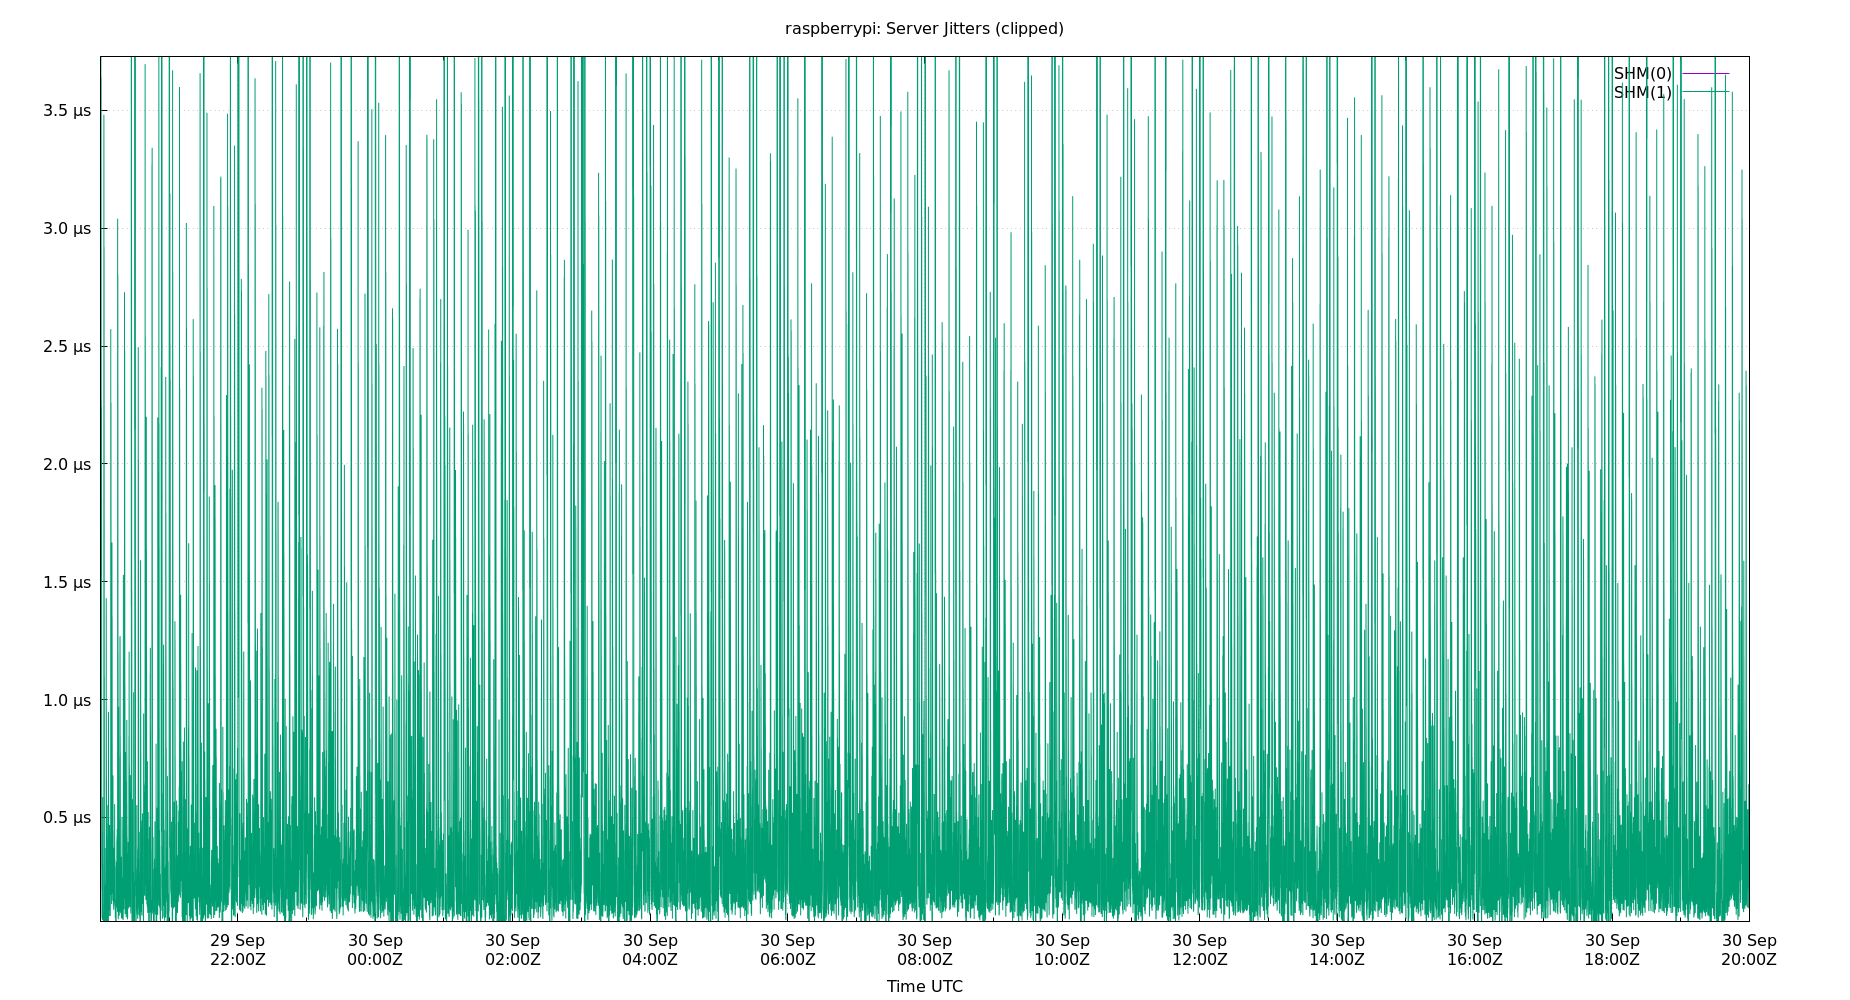 raspberrypi: Server Jitters (clipped)
SHM(0)
SHM(1)
3.5 µs
3.0 µs
2.5 µs
2.0 µs
1.5 µs
1.0 µs
0.5 µs
29 Sep 30 Sep 30 Sep 30 Sep 30 Sep 30 Sep 30 Sep 30 Sep 30 Sep 30 Sep 30 Sep 30 Sep
22:00Z 00:00Z 02:00Z 04:00Z 06:00Z 08:00Z 10:00Z 12:00Z 14:00Z 16:00Z 18:00Z 20:00Z
Time UTC